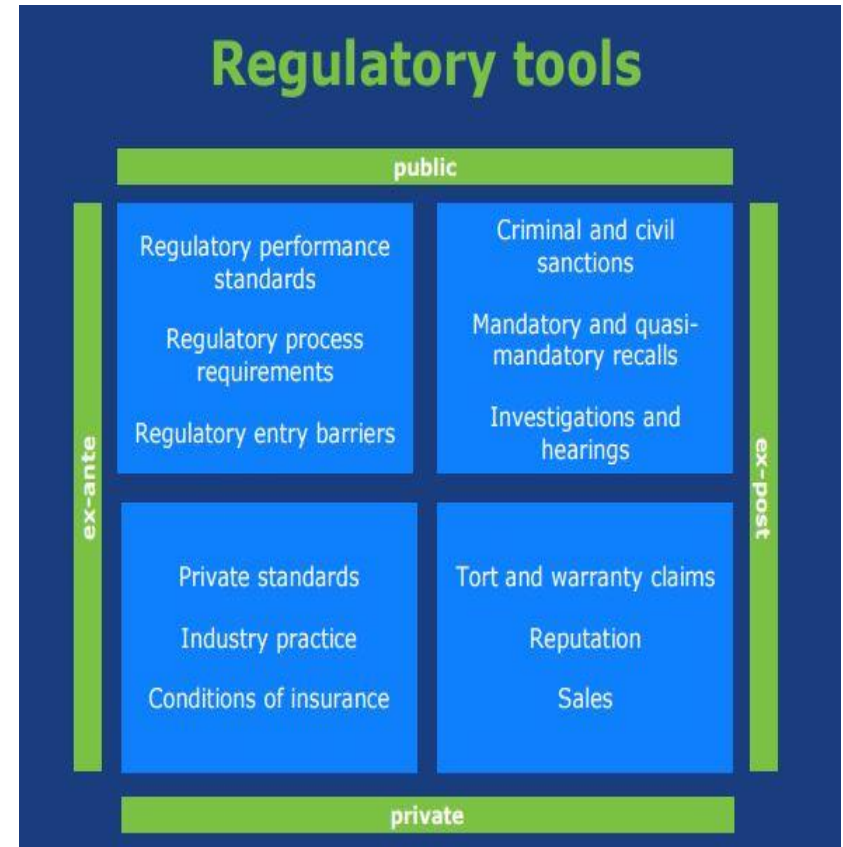 Regulatory tools
public
ex-ante
Regulatory performance
standards
Regulatory process
requirements
Regulatory entry barriers
Criminal and civil
sanctions
Mandatory and quasi-
mandatory recalls
Investigations and
hearings
ex-post
Private standards
Industry practice
Conditions of insurance
Tort and warranty claims
Reputation
Sales
private